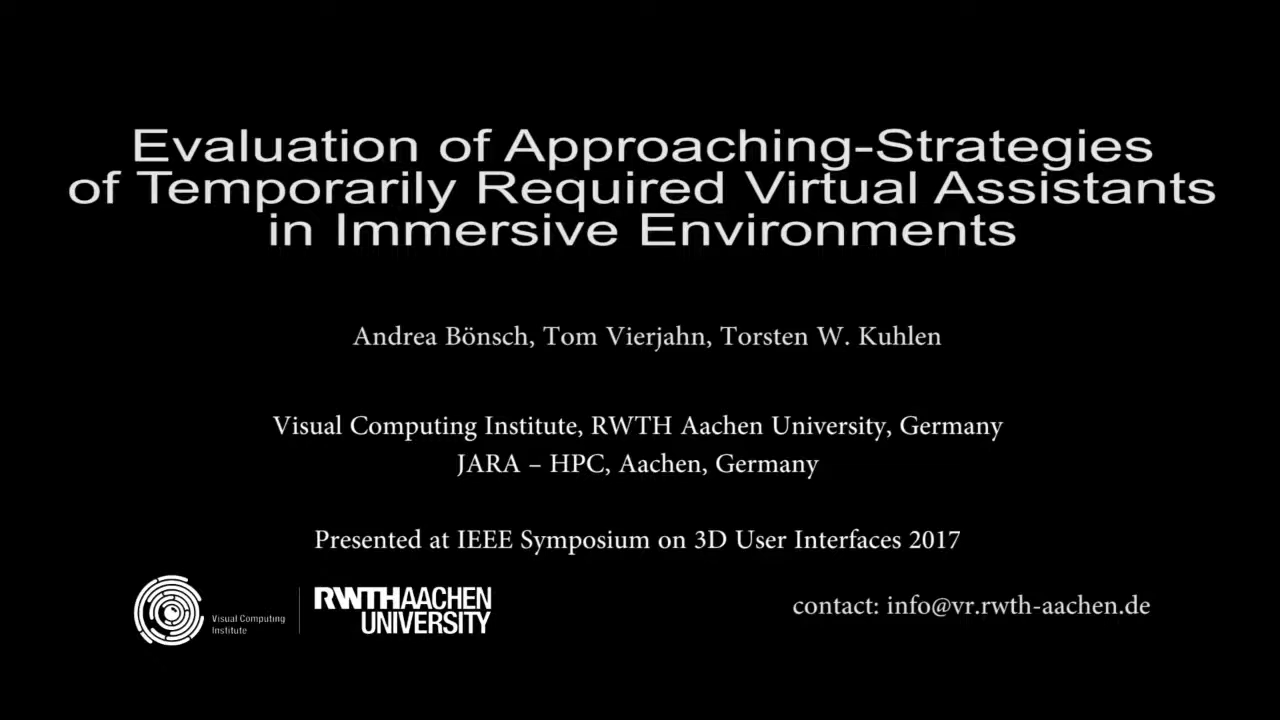 Evaluation of Approaching-Strategies
of Temporarily Required Virtual Assistants
in Immersive Environments
Andrea Bönsch, Tom Vierjahn, Torsten W. Kuhlen
Visual Computing Institute, RWTH Aachen University, Germany
JARA – HPC, Aachen, Germany
Presented at IEEE Symposium on 3D User Interfaces 2017
Visual Computing
Institute
RWTHAACHEN
UNIVERSITY
contact: info@vr.rwth-aachen.de